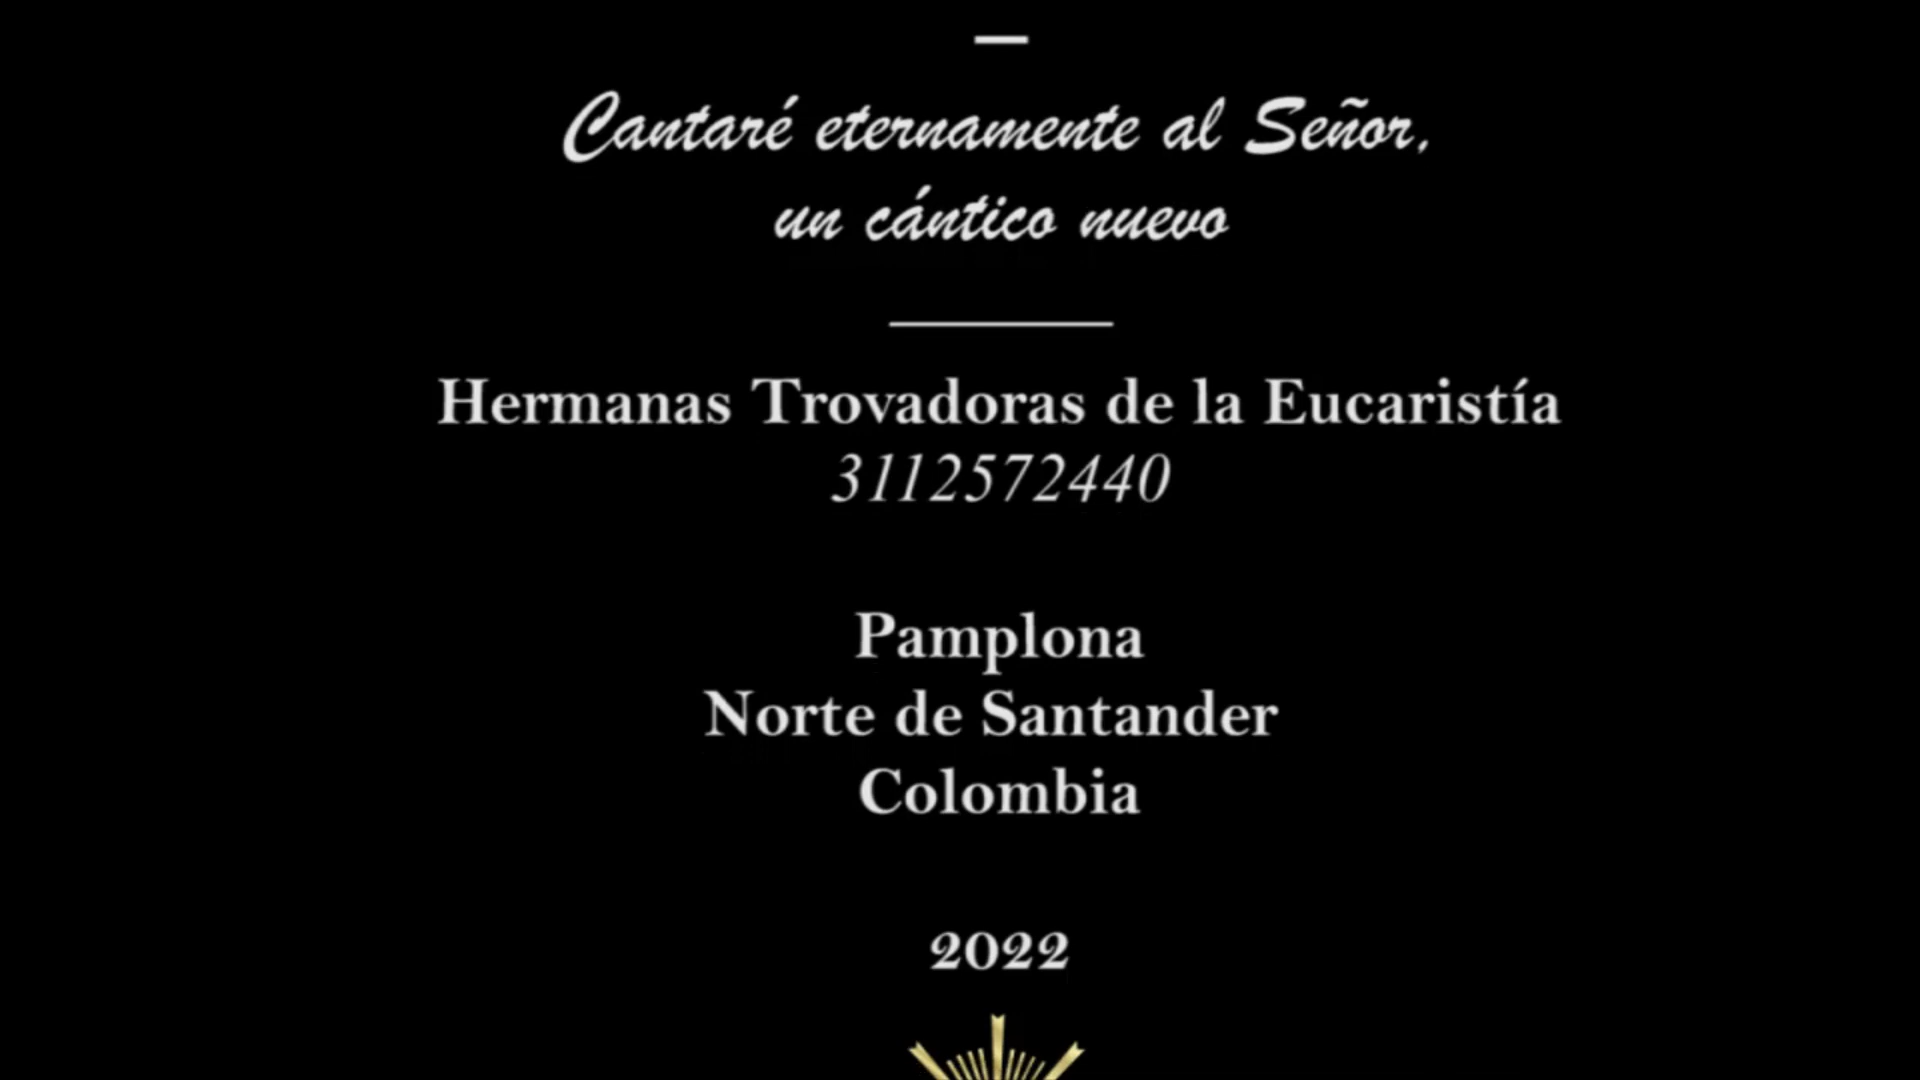 Cantaré eternamente al Señor,
un cántico nuevo
Hermanas Trovadoras de la Eucaristía
3112572440
Pamplona
Norte de Santander
Colombia
2022